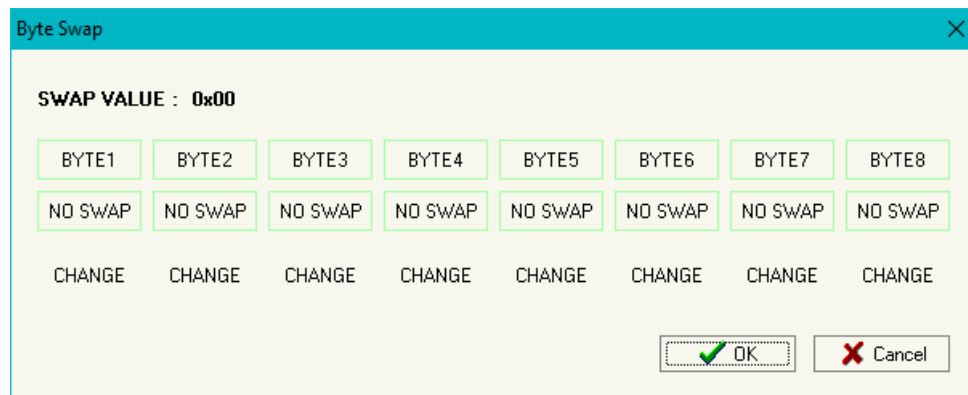 Byte Swap
SWAP VALUE : 0x00
BYTE1 BYTE2 BYTE3 BYTE4 BYTE5 BYTE6 BYTE7 BYTE8
NO SWAP NO SWAP NO SWAP NO SWAP NO SWAP NO SWAP NO SWAP NO SWAP
CHANGE CHANGE CHANGE CHANGE CHANGE CHANGE CHANGE CHANGE
OK Cancel